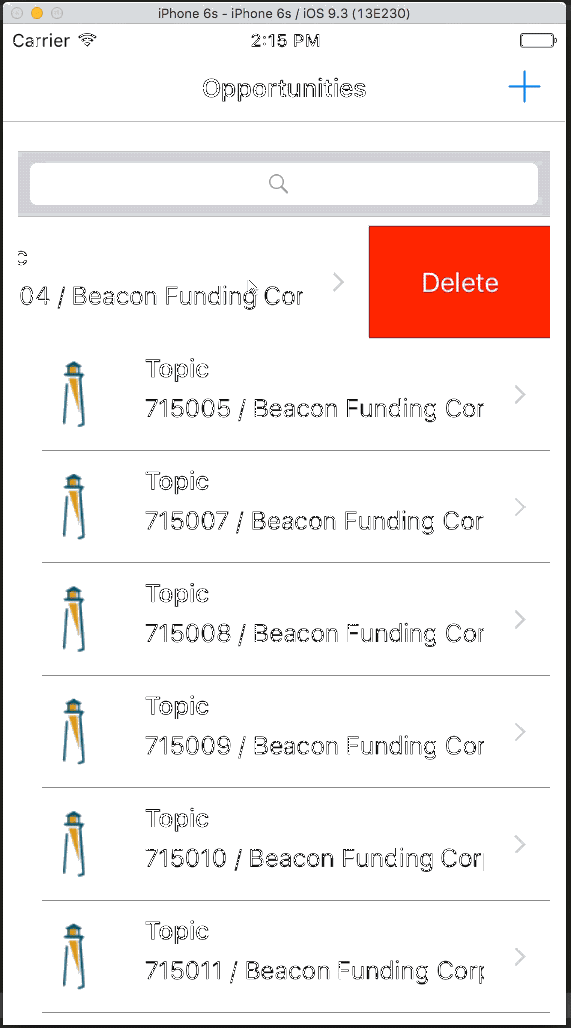 iPhone 6s - iPhone 6s / iOS 9.3 (13E230)
Carrier 2:15 PM
Opportunities
c
04 / Beacon Funding Cor
Delete
Topic
715005 / Beacon Funding Cor
Topic
715007 / Beacon Funding Cor
Topic
715008 / Beacon Funding Cor
Topic
715009 / Beacon Funding Cor
Topic
715010 / Beacon Funding Cor
Topic
715011 / Beacon Funding Corp